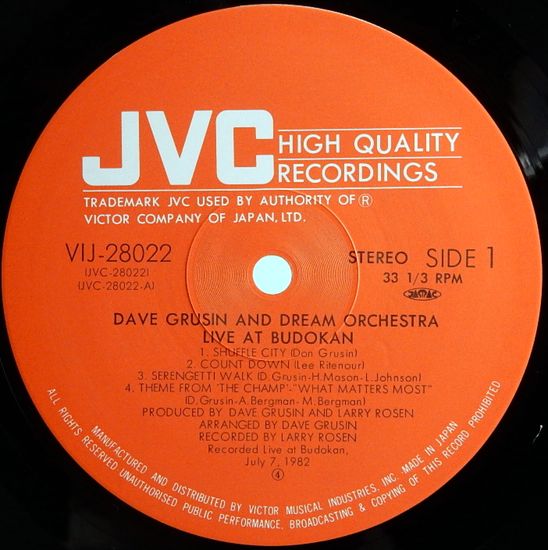 JVC
HIGH QUALITY
RECORDINGS
TRADEMARK JVC USED BY AUTHORITY OF Ⓡ
VICTOR COMPANY OF JAPAN, LTD.
VIJ-28022
(JVC-28022)
(JVC-28022-A)
STEREO SIDE 1
33 1/3 RPM
JASRAC
DAVE GRUSIN AND DREAM ORCHESTRA
LIVE AT BUDOKAN
1. SHUFFLE CITY (Don Grusin)
2. COUNT DOWN (Lee Ritenour)
3. SERENGETTI WALK (D.Grusin-H.Mason-L.Johnson)
4. THEME FROM "THE CHAMP"-"WHAT MATTERS MOST"
(D.Grusin-A.Bergman-M.Bergman)
PRODUCED BY DAVE GRUSIN AND LARRY ROSEN
ARRANGED BY DAVE GRUSIN
RECORDED BY LARRY ROSEN
Recorded Live at Budokan,
July 7, 1982
④
MANUFACTURED AND DISTRIBUTED BY VICTOR MUSICAL INDUSTRIES, INC. MADE IN JAPAN
ALL RIGHTS RESERVED UNAUTHORISED PUBLIC PERFORMANCE, BROADCASTING & COPYING OF THIS RECORD PROHIBITED